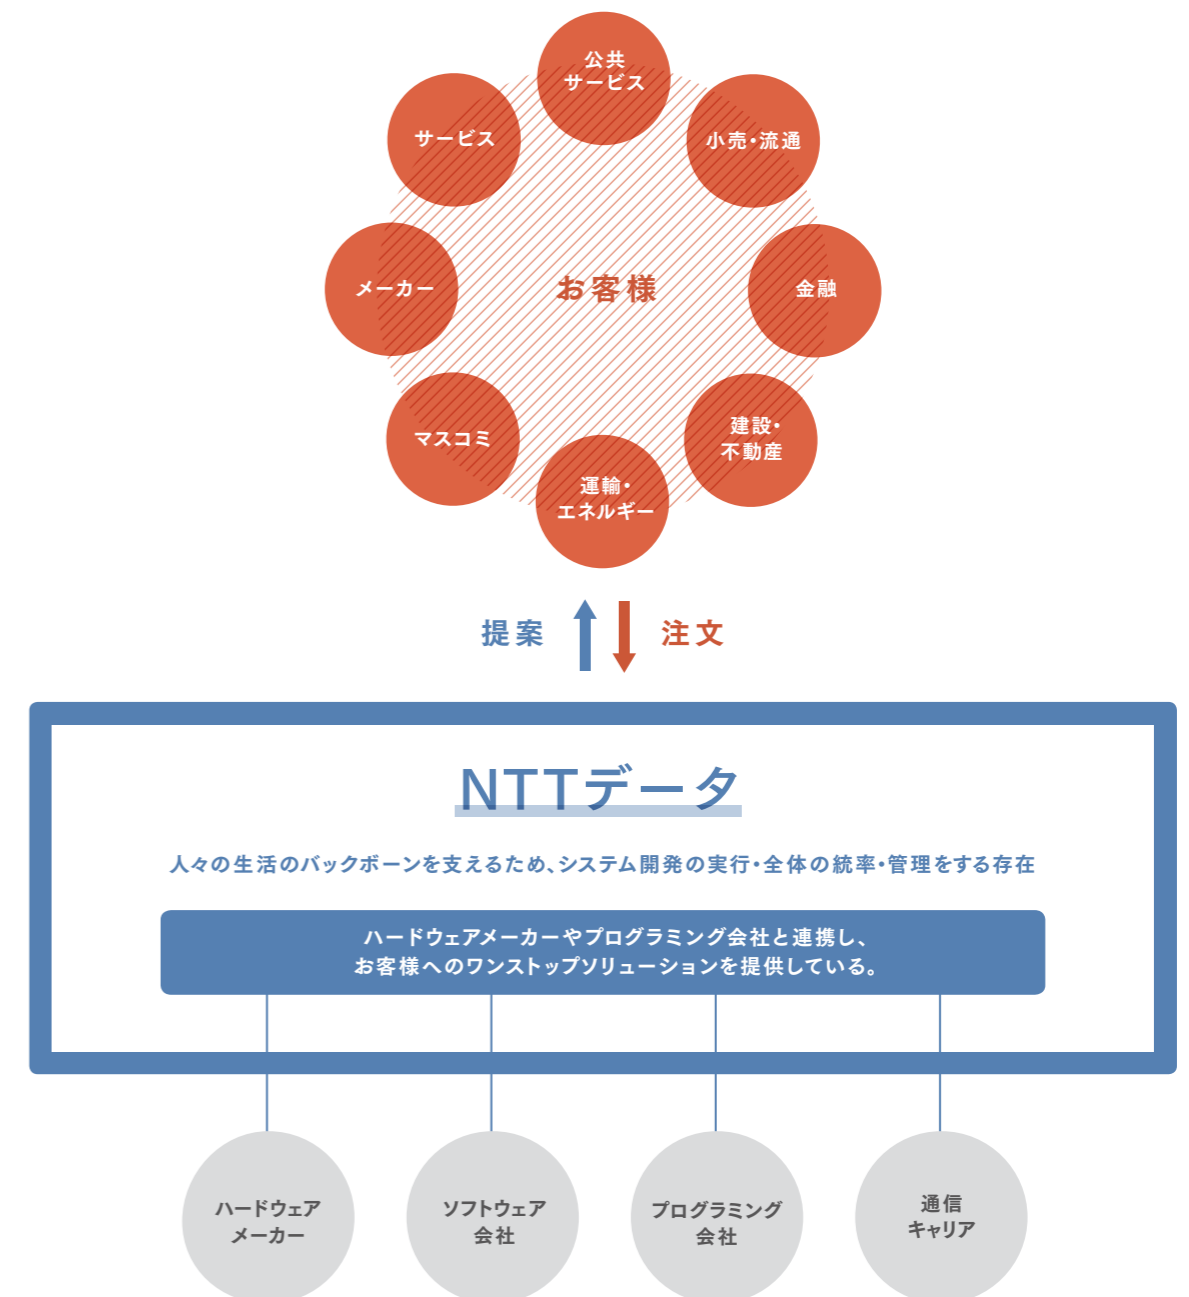 公共
サービス
サービス
小売・流通
メーカー
お客様
金融
マスコミ
建設・
不動産
運輸・
エネルギー
提案
注文
NTTデータ
人々の生活のバックボーンを支えるため、システム開発の実行・全体の統率・管理をする存在
ハードウェアメーカーやプログラミング会社と連携し、
お客様へのワンストップソリューションを提供している。
ハードウェア
メーカー
ソフトウェア
会社
プログラミング
会社
通信
キャリア